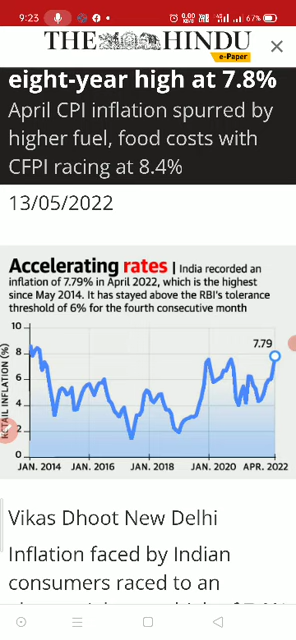 9:23
0.00
67%
THE HINDU
e-Paper
eight-year high at 7.8%
April CPI inflation spurred by
higher fuel, food costs with
CFPI racing at 8.4%
13/05/2022
Accelerating rates | India recorded an
inflation of 7.79% in April 2022, which is the highest
since May 2014. It has stayed above the RBI's tolerance
threshold of 6% for the fourth consecutive month
RETAIL INFLATION (%)
10
8
6
4
2
0
7.79
JAN. 2014 JAN. 2016 JAN. 2018 JAN. 2020 APR. 2022
Vikas Dhoot New Delhi
Inflation faced by Indian
consumers raced to an